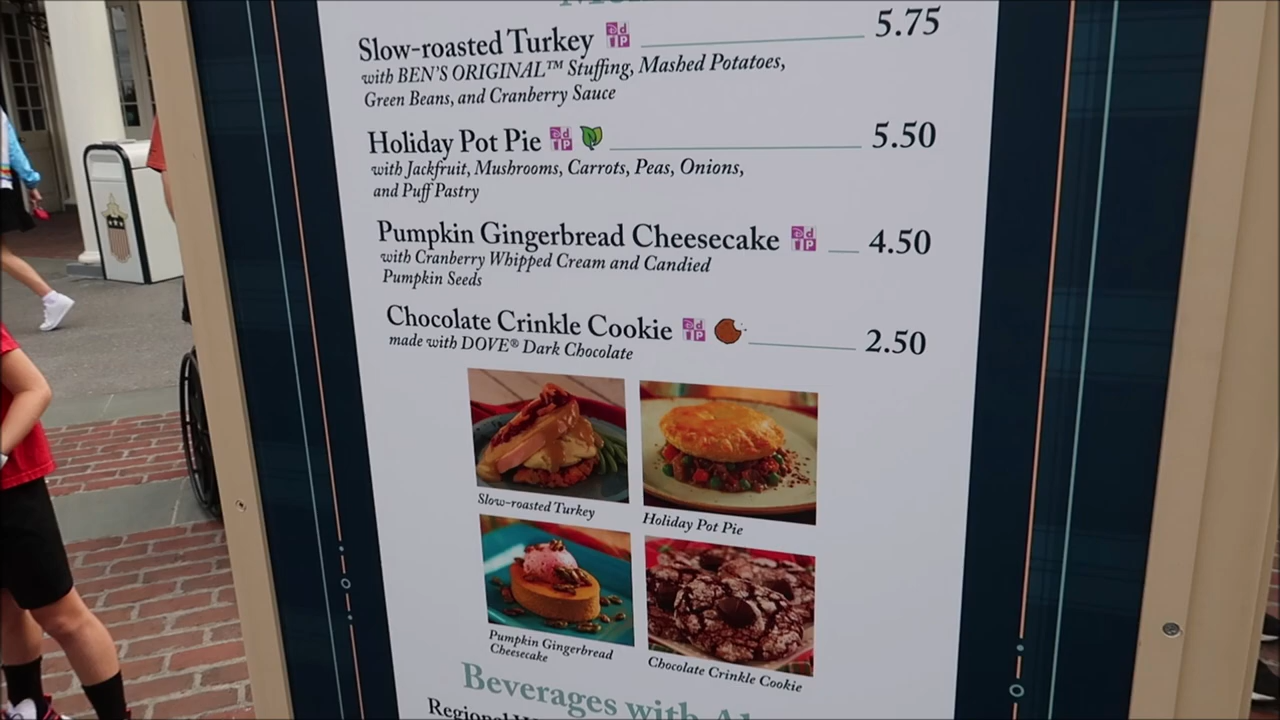 Slow-roasted Turkey 5.75
with BEN'S ORIGINAL™ Stuffing, Mashed Potatoes,
Green Beans, and Cranberry Sauce
Holiday Pot Pie 5.50
with Jackfruit, Mushrooms, Carrots, Peas, Onions,
and Puff Pastry
Pumpkin Gingerbread Cheesecake 4.50
with Cranberry Whipped Cream and Candied
Pumpkin Seeds
Chocolate Crinkle Cookie 2.50
made with DOVE® Dark Chocolate
Slow-roasted Turkey
Holiday Pot Pie
Pumpkin Gingerbread
Cheesecake
Chocolate Crinkle Cookie
Beverages with
Regional